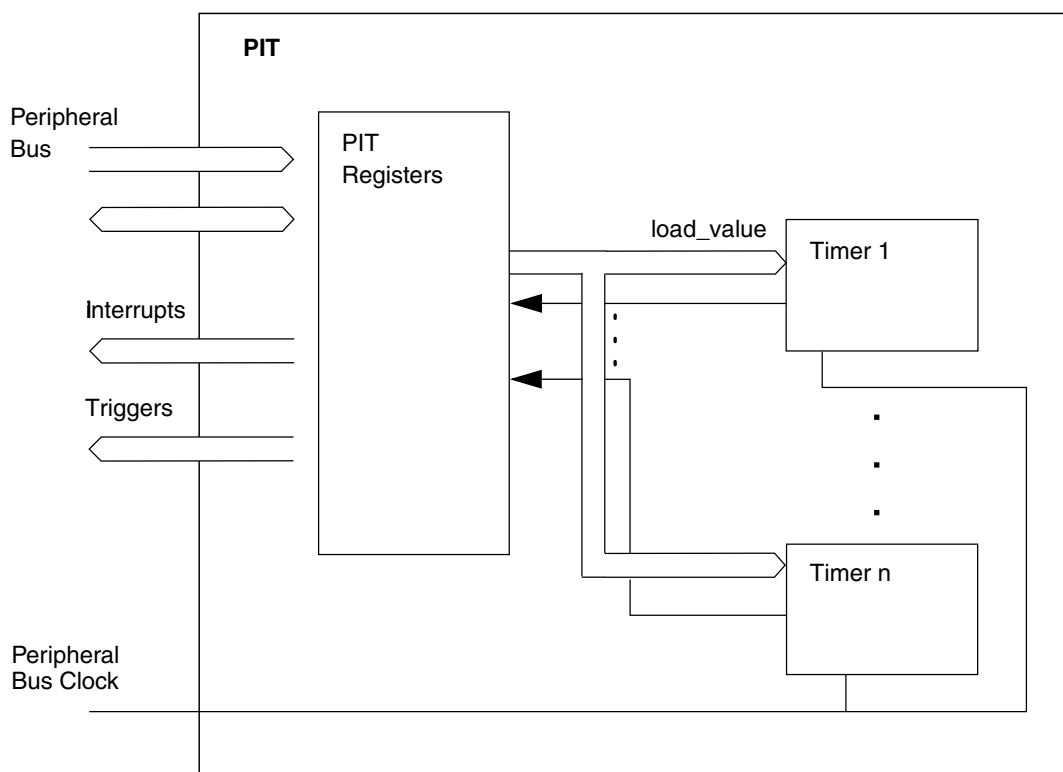 PIT
Peripheral
Bus
PIT
Registers
load_value
Timer 1
Interrupts
Triggers
Timer n
Peripheral
Bus Clock